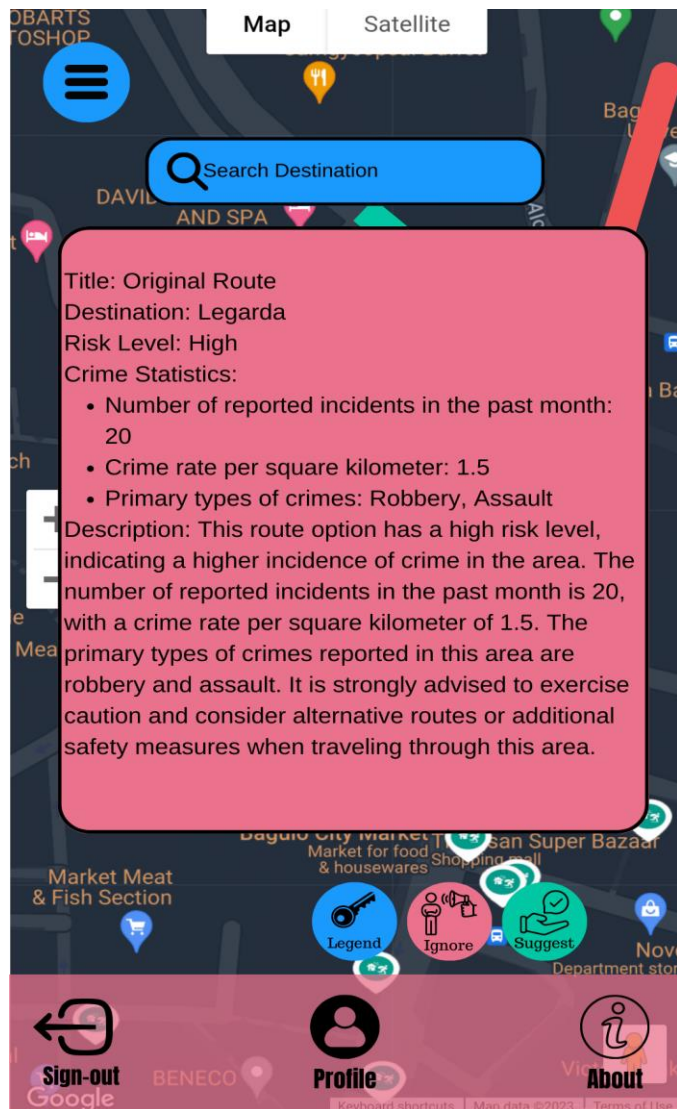 OBARTS
TOSHOP
Map
Satellite
Search Destination
AND SPA
Title: Original Route
Destination: Legarda
Risk Level: High
Crime Statistics:
• Number of reported incidents in the past month:
20
• Crime rate per square kilometer: 1.5
• Primary types of crimes: Robbery, Assault
Description: This route option has a high risk level,
indicating a higher incidence of crime in the area. The
number of reported incidents in the past month is 20,
with a crime rate per square kilometer of 1.5. The
primary types of crimes reported in this area are
robbery and assault. It is strongly advised to exercise
caution and consider alternative routes or additional
safety measures when traveling through this area.
Baguio City Market
Market for food
& housewares
san Super Bazaar
Shopping mall
Market Meat
& Fish Section
Legend
Ignore
Suggest
Nov
Department stor
Sign-out
Profile
About
BENECO
Google
Keyboard shortcuts
Map data ©2023
Terms of Use